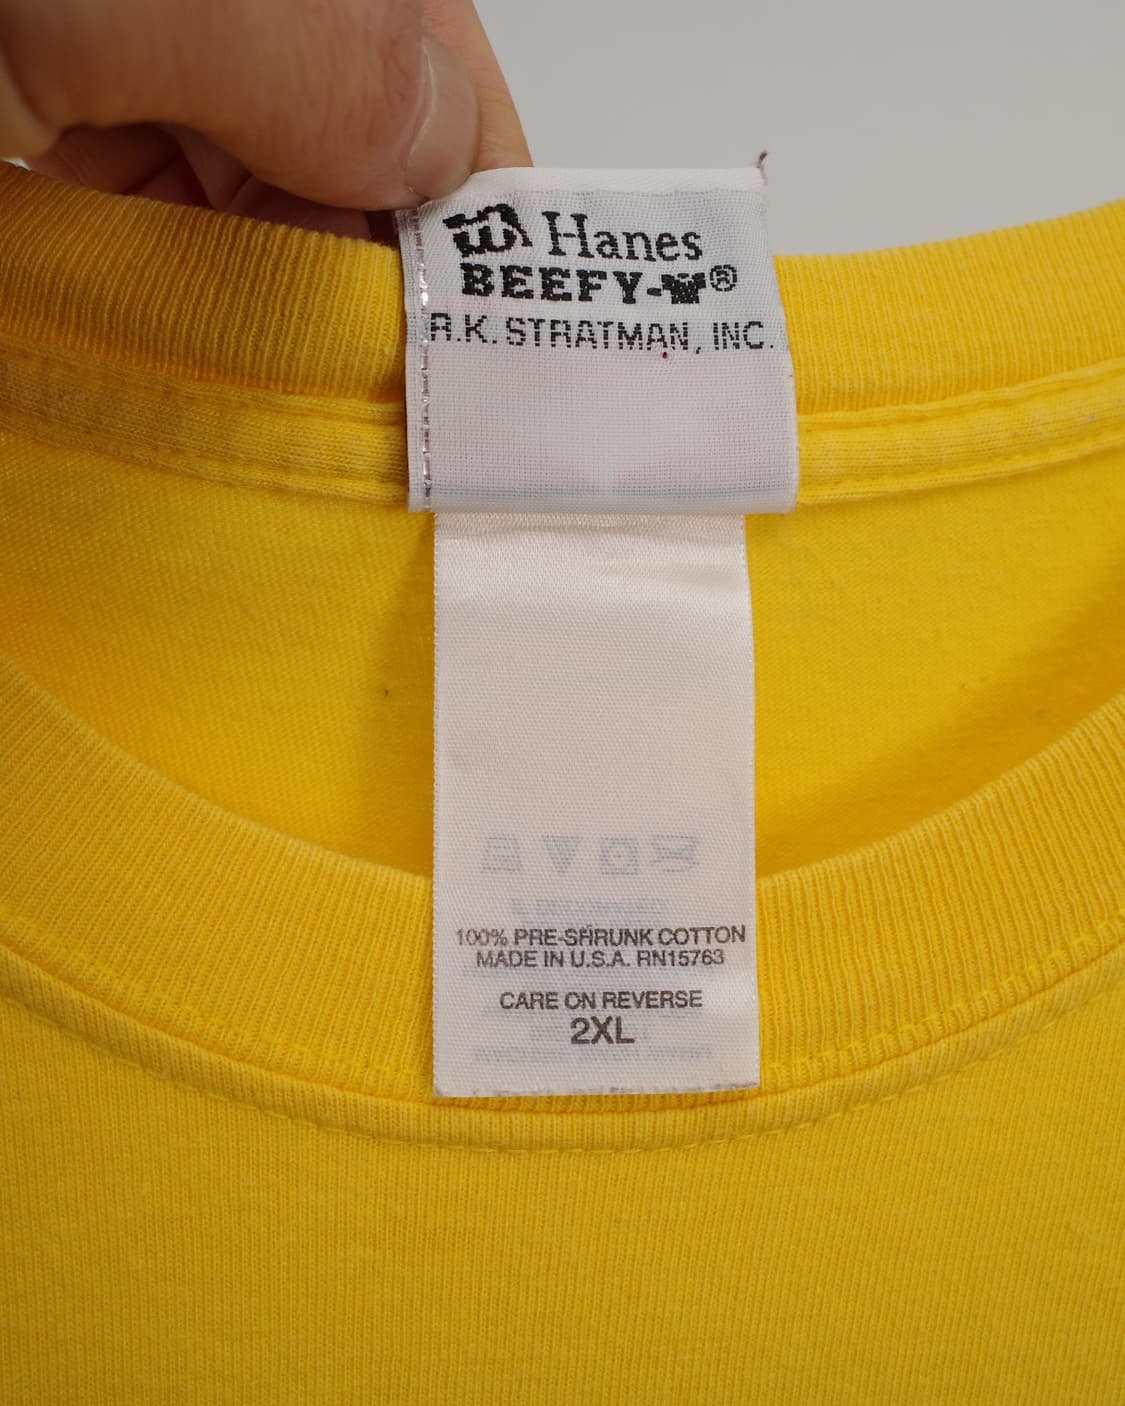 Hanes
BEEFY-T®
R.K. STRATMAN, INC.
100% PRE-SHRUNK COTTON
MADE IN U.S.A. RN15763
CARE ON REVERSE
2XL